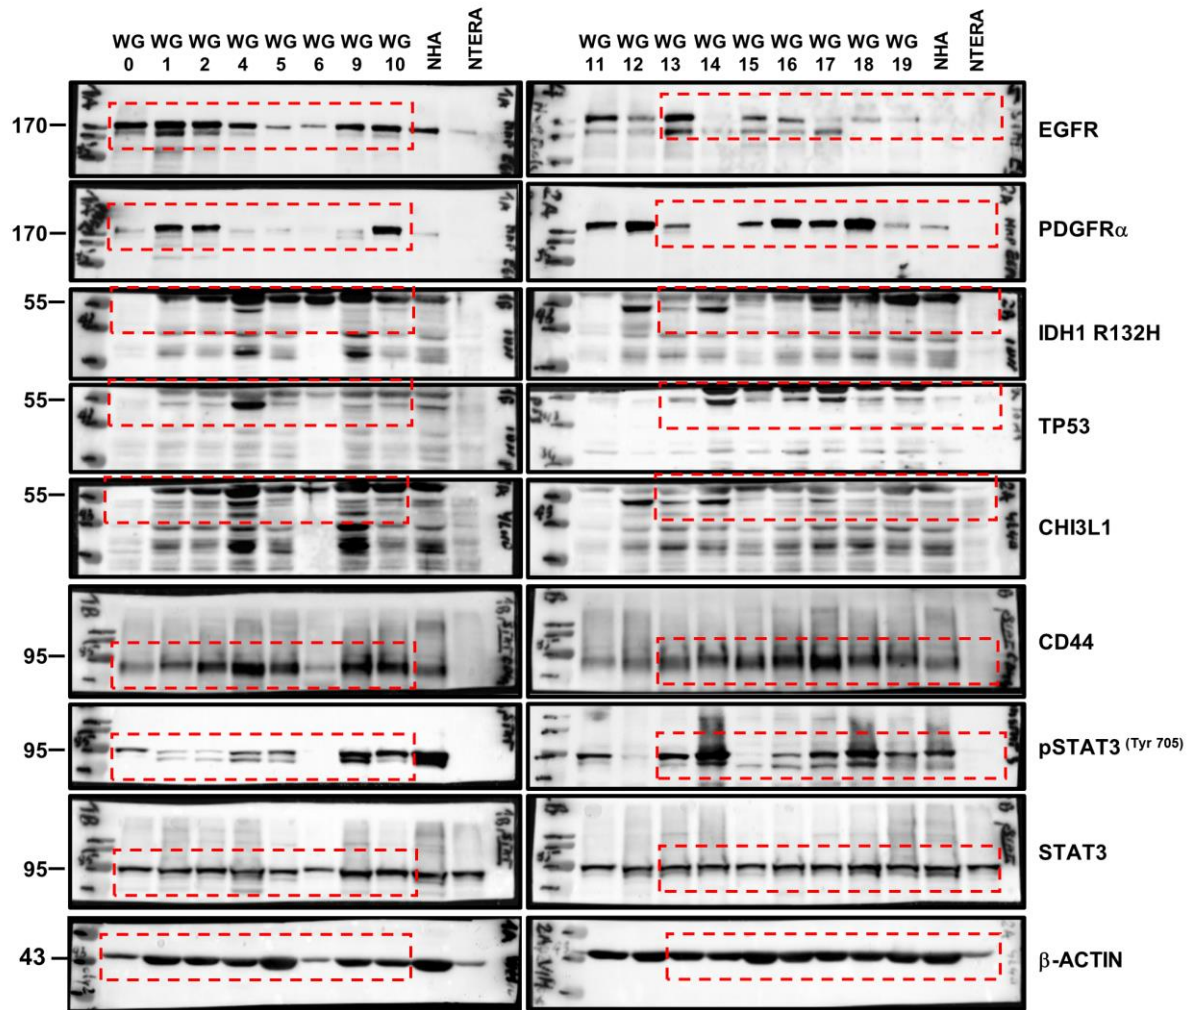 WG WG WG WG WG WG WG WG NHA NTERA WG WG WG WG WG WG WG WG WG NHA NTERA
0 1 2 4 5 6 9 10 11 12 13 14 15 16 17 18 19
170 EGFR
170 PDGFRα
55 IDH1 R132H
55 TP53
55 CHI3L1
95 CD44
95 pSTAT3 (Tyr 705)
95 STAT3
43 β-ACTIN